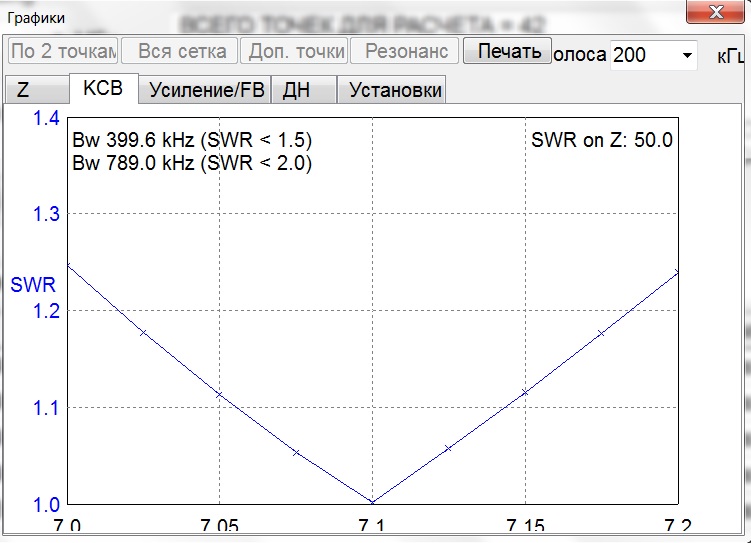 ВСЕГО ТОЧЕК ДЛЯ РАСЧЕТА = 42
Графики
По 2 точкам Вся сетка Доп. точки Резонанс Печать олоса 200 кГц
Z КСВ Усиление/FB ДН Установки
1.4
Bw 399.6 kHz (SWR < 1.5) SWR on Z: 50.0
Bw 789.0 kHz (SWR < 2.0)
1.3
SWR
1.2
1.1
1.0
7.0 7.05 7.1 7.15 7.2